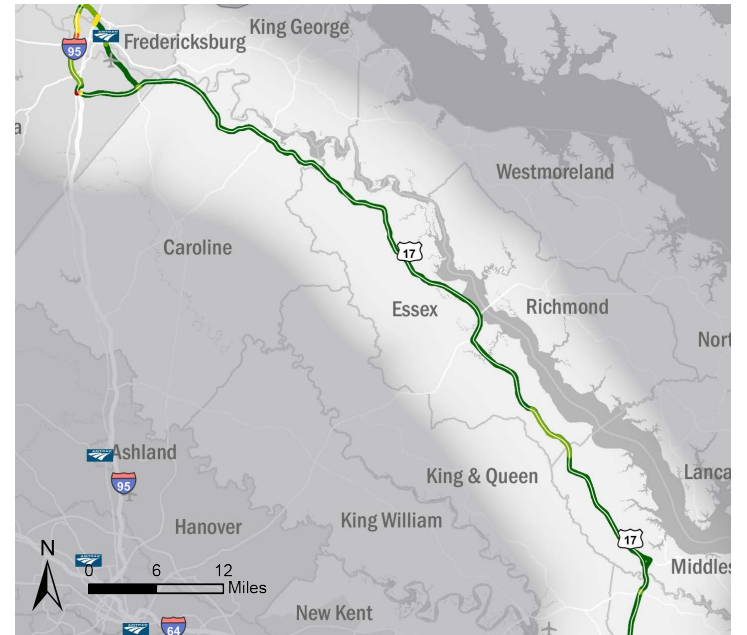 King George
Fredericksburg
95
a
Westmoreland
Caroline
17
Essex
Richmond
Nort
Ashland
95
King & Queen
Lanca
Hanover
King William
17
N
0 6 12
Miles
Middles
New Kent
64